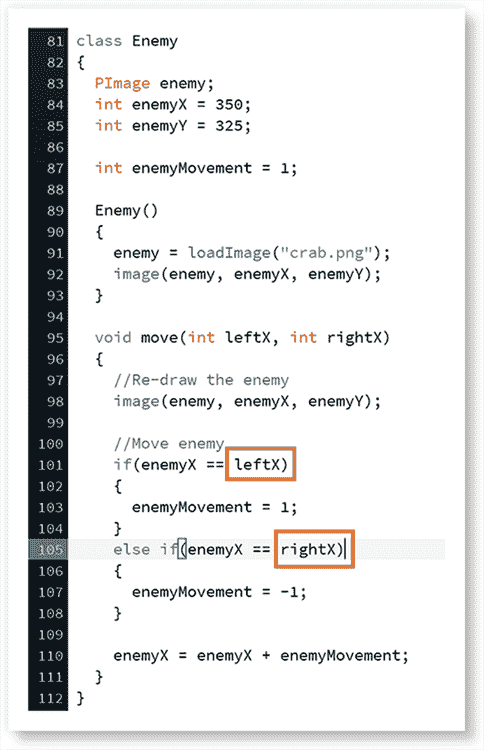 81 class Enemy
82 {
83   PImage enemy;
84   int enemyX = 350;
85   int enemyY = 325;
86
87   int enemyMovement = 1;
88
89   Enemy()
90   {
91     enemy = loadImage("crab.png");
92     image(enemy, enemyX, enemyY);
93   }
94
95   void move(int leftX, int rightX)
96   {
97     //Re-draw the enemy
98     image(enemy, enemyX, enemyY);
99
100     //Move enemy
101     if(enemyX == leftX)
102     {
103       enemyMovement = 1;
104     }
105     else if(enemyX == rightX)
106     {
107       enemyMovement = -1;
108     }
109
110     enemyX = enemyX + enemyMovement;
111   }
112 }